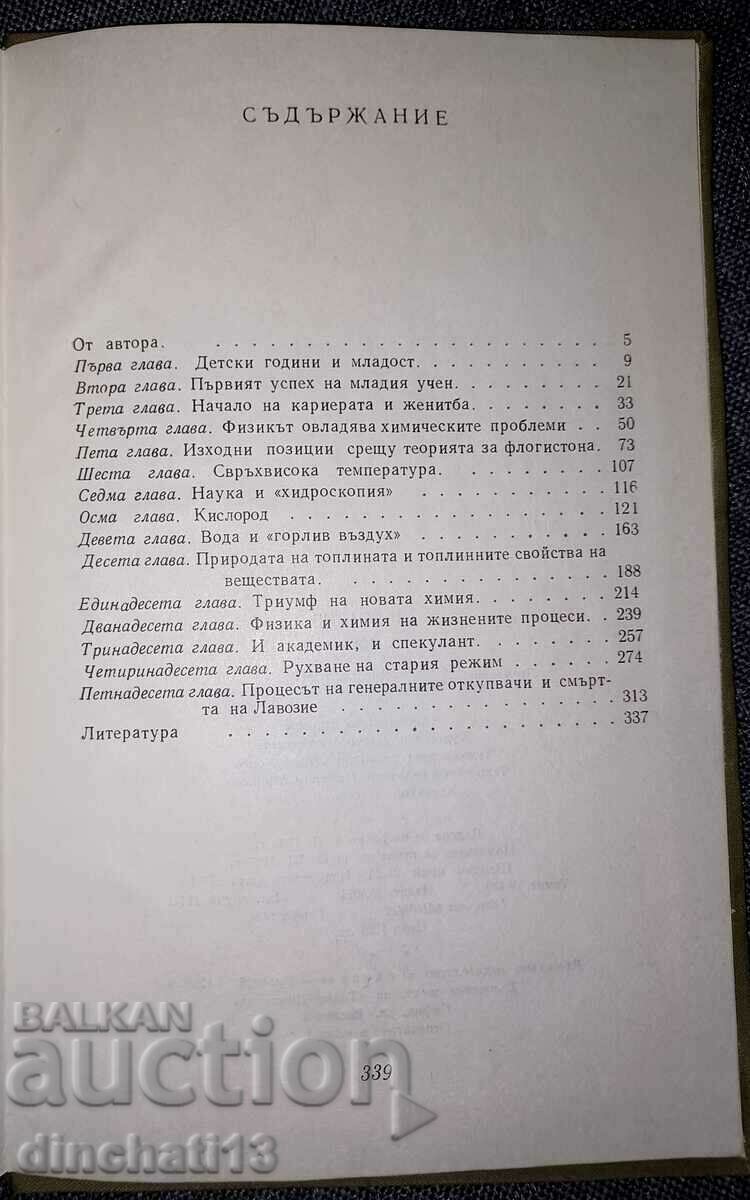 СЪДЪРЖАНИЕ
От автора. . . . . . . . . . . . . . . . . . . . 5
Първа глава. Детски години и младост. . . . . . . . . 9
Втора глава. Първият успех на младия учен. . . . . . . . 21
Трета глава. Начало на кариерата и женитба. . . . . . . 33
Четвърта глава. Физикът овладява химическите проблеми . . 50
Пета глава. Изходни позиции срещу теорията за флогистона. 73
Шеста глава. Свръхвисока температура. . . . . . . . . 107
Седма глава. Наука и «хидроскопия» . . . . . . . . . . 116
Осма глава. Кислород . . . . . . . . . . . . . . . 121
Девета глава. Вода и «горлив въздух» . . . . . . . . . . 163
Десета глава. Природата на топлината и топлинните свойства на
веществата. . . . . . . . . . . . . 188
Единадесета глава. Триумф на новата химия. . . . . . . 214
Дванадесета глава. Физика и химия на жизнените процеси. . 239
Тринадесета глава. И академик, и спекулант. . . . . . . . 257
Четиринадесета глава. Рухване на стария режим . . . . . . 274
Петнадесета глава. Процесът на генералните откупвачи и смърт-
та на Лавозие . . . . . . . . . . . . . 313
Литература . . . . . . . . . . . . . . . . . . . 337
339
BALKAN
auction
dinchati13